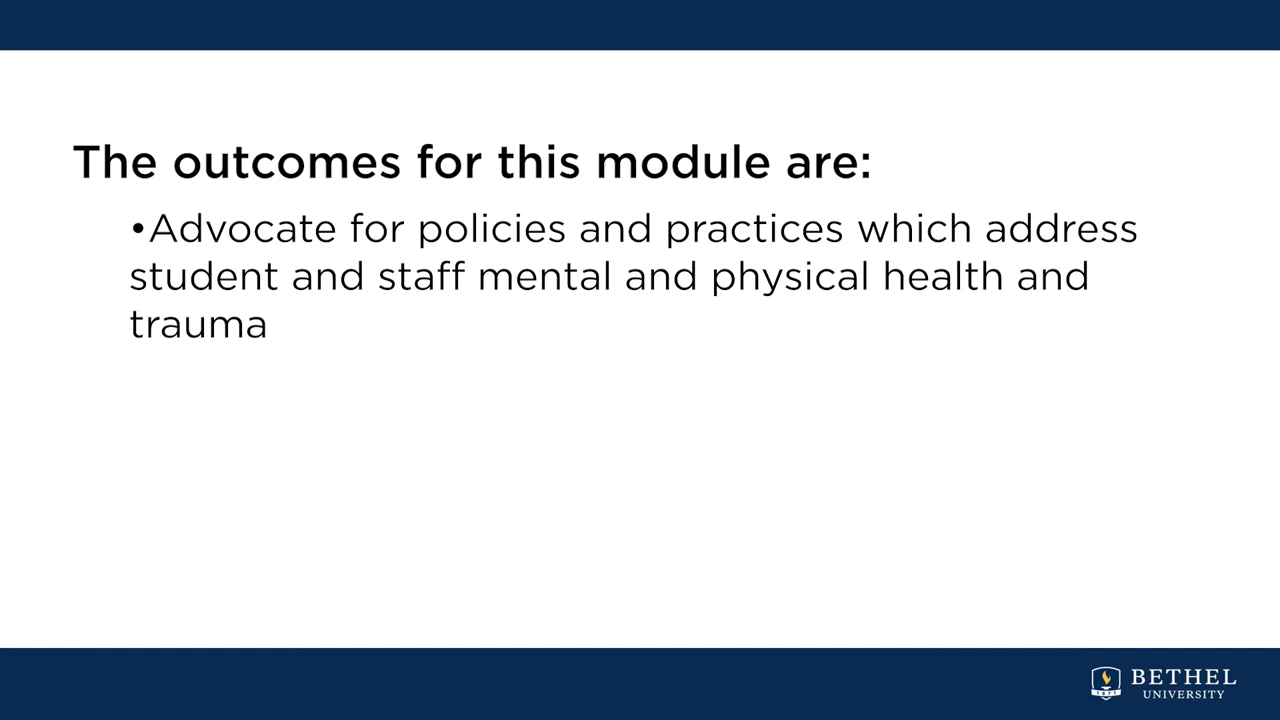 The outcomes for this module are:
•Advocate for policies and practices which address
student and staff mental and physical health and
trauma
1871
BETHEL
UNIVERSITY